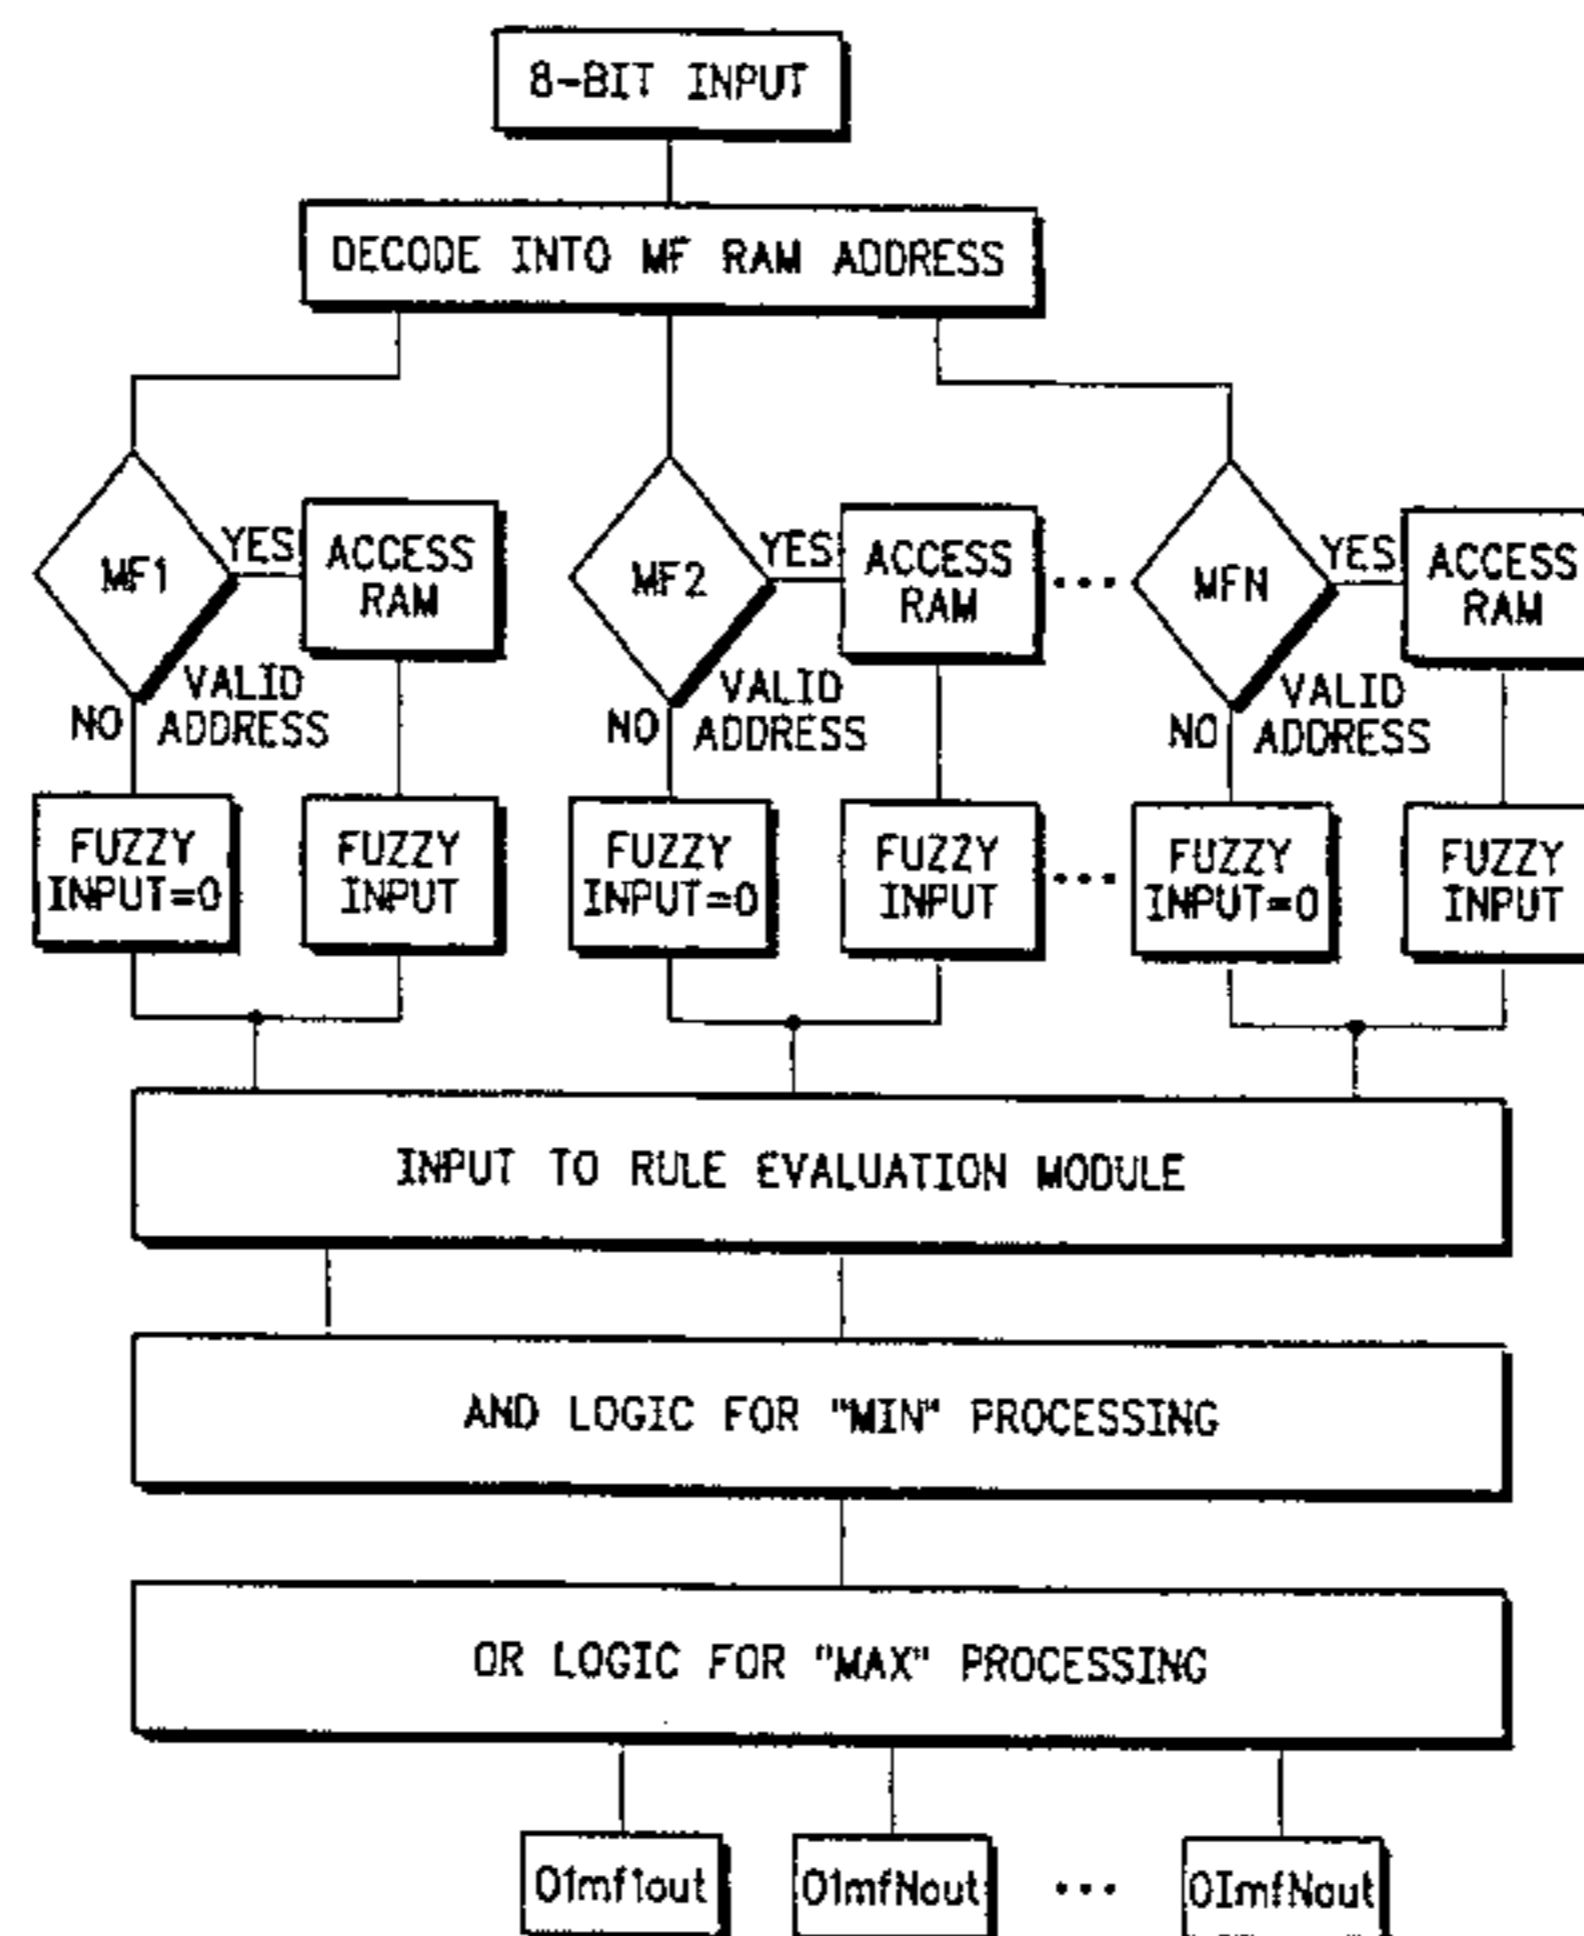 8-BIT INPUT
DECODE INTO MF RAM ADDRESS
MF1
YES
ACCESS
RAM
NO
VALID
ADDRESS
MF2
YES
ACCESS
RAM
NO
VALID
ADDRESS
...
MFN
YES
ACCESS
RAM
NO
VALID
ADDRESS
FUZZY
INPUT=0
FUZZY
INPUT
FUZZY
INPUT=0
FUZZY
INPUT
...
FUZZY
INPUT=0
FUZZY
INPUT
INPUT TO RULE EVALUATION MODULE
AND LOGIC FOR "MIN" PROCESSING
OR LOGIC FOR "MAX" PROCESSING
O1mf1out
O1mfNout
...
OImfNout